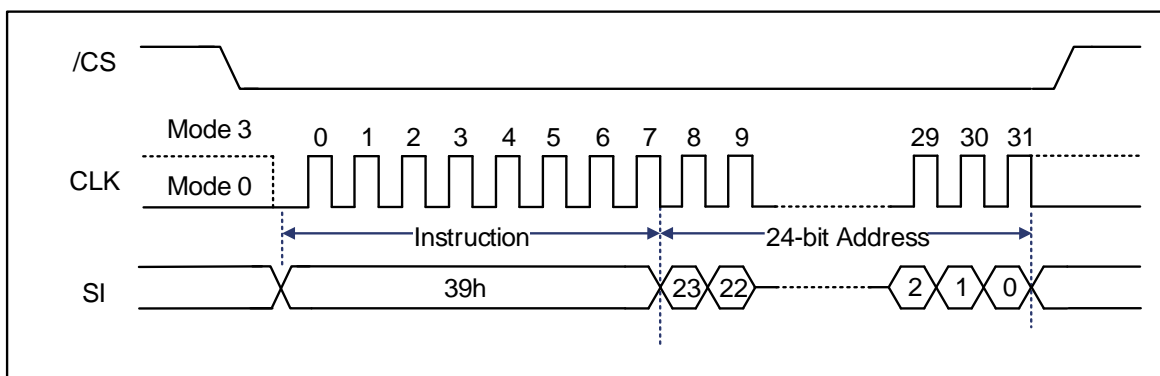 /CS
Mode 3
0 1 2 3 4 5 6 7 8 9 29 30 31
CLK
Mode 0
Instruction 24-bit Address
SI
39h 23 22 2 1 0